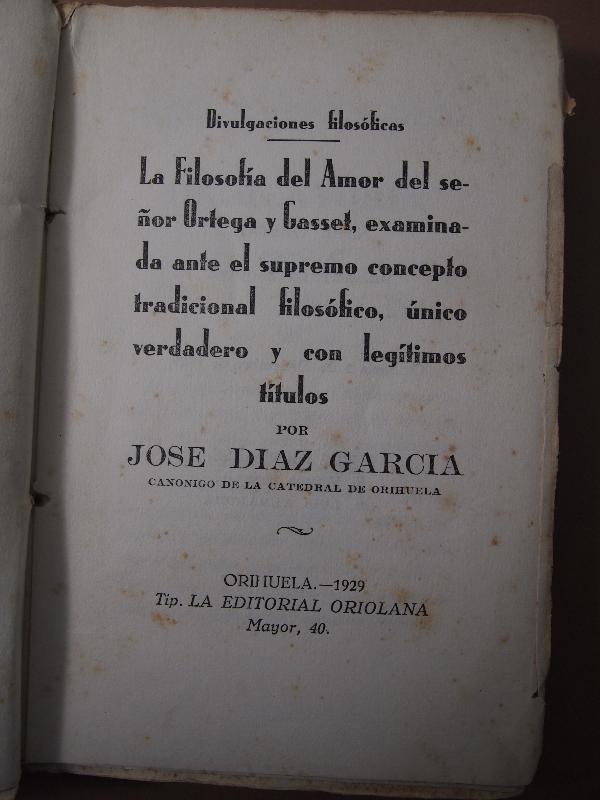 Divulgaciones filosóficas
La Filosofía del Amor del se-
ñor Ortega y Gasset, examina-
da ante el supremo concepto
tradicional filosófico, único
verdadero y con legítimos
títulos
POR
JOSE DIAZ GARCIA
CANONIGO DE LA CATEDRAL DE ORIHUELA
ORIHUELA.—1929
Tip. LA EDITORIAL ORIOLANA
Mayor, 40.